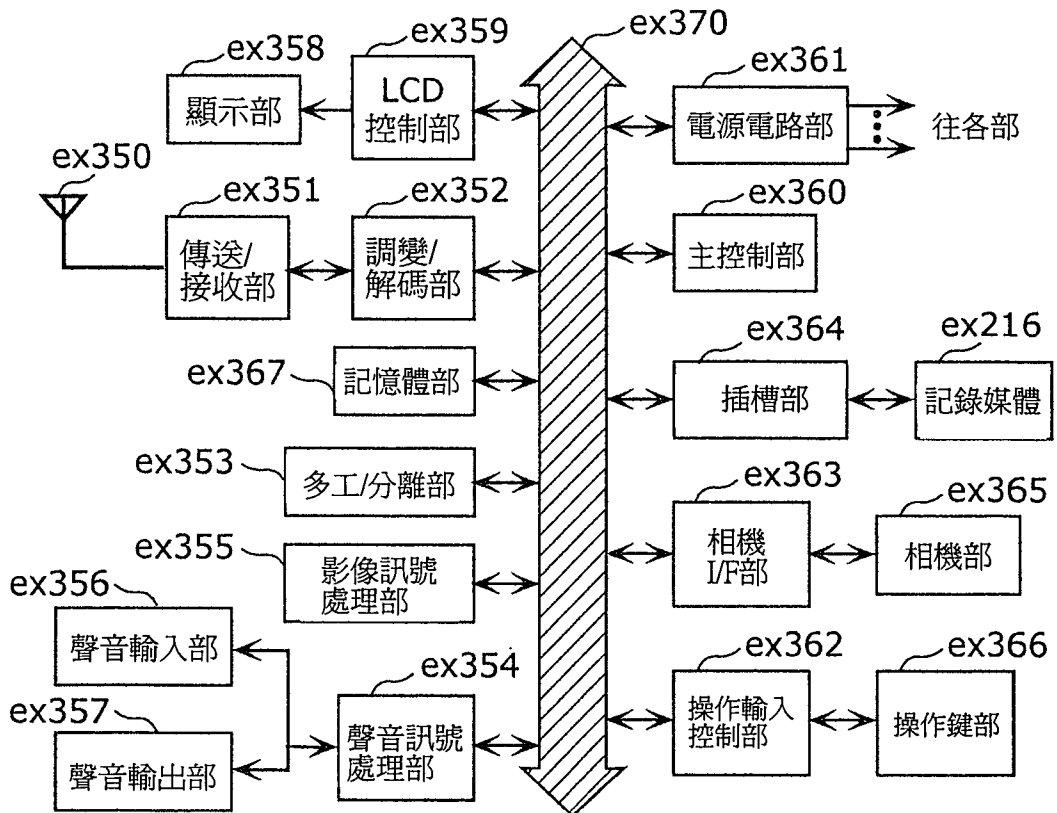 ex358
ex359
ex370
ex361
顯示部
LCD
控制部
電源電路部
往各部
ex350
ex351
ex352
ex360
傳送/
接收部
調變/
解碼部
主控制部
ex367
記憶體部
ex364
ex216
插槽部
記錄媒體
ex353
多工/分離部
ex363
ex365
相機
I/F部
相機部
ex355
影像訊號
處理部
ex356
聲音輸入部
ex354
ex362
ex366
ex357
聲音輸出部
聲音訊號
處理部
操作輸入
控制部
操作鍵部